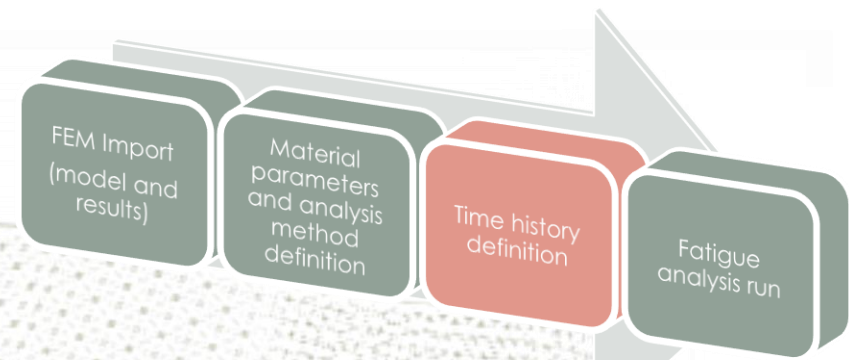 FEM Import
(model and
results)
Material
parameters
and analysis
method
definition
Time history
definition
Fatigue
analysis run